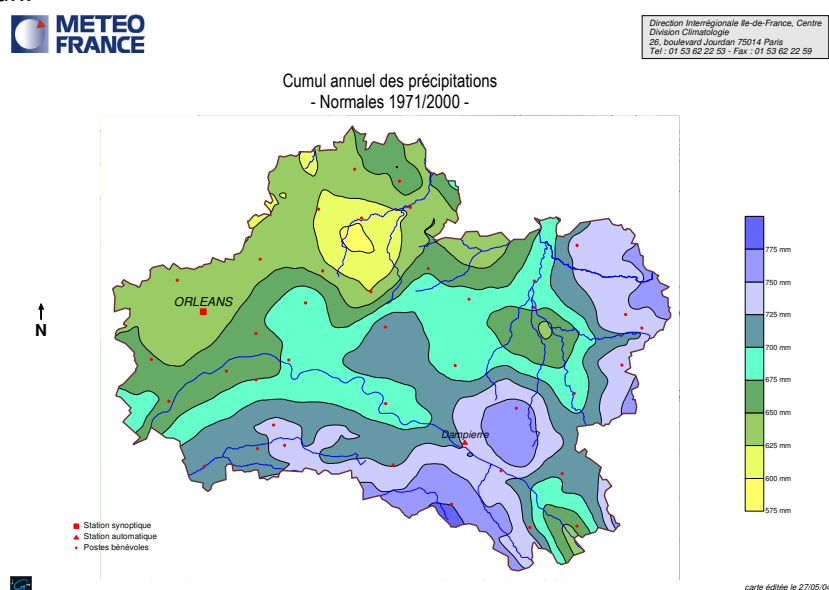 METEO
FRANCE
Direction Interrégionale Ile-de-France, Centre
Division Climatologie
26, boulevard Jourdan 75014 Paris
Tel : 01 53 62 22 53 - Fax : 01 53 62 22 59
Cumul annuel des précipitations
- Normales 1971/2000 -
N
ORLEANS
Dampierre
775 mm
750 mm
725 mm
700 mm
675 mm
650 mm
625 mm
600 mm
575 mm
Station synoptique
Station automatique
Postes bénévoles
carte éditée le 27/05/04